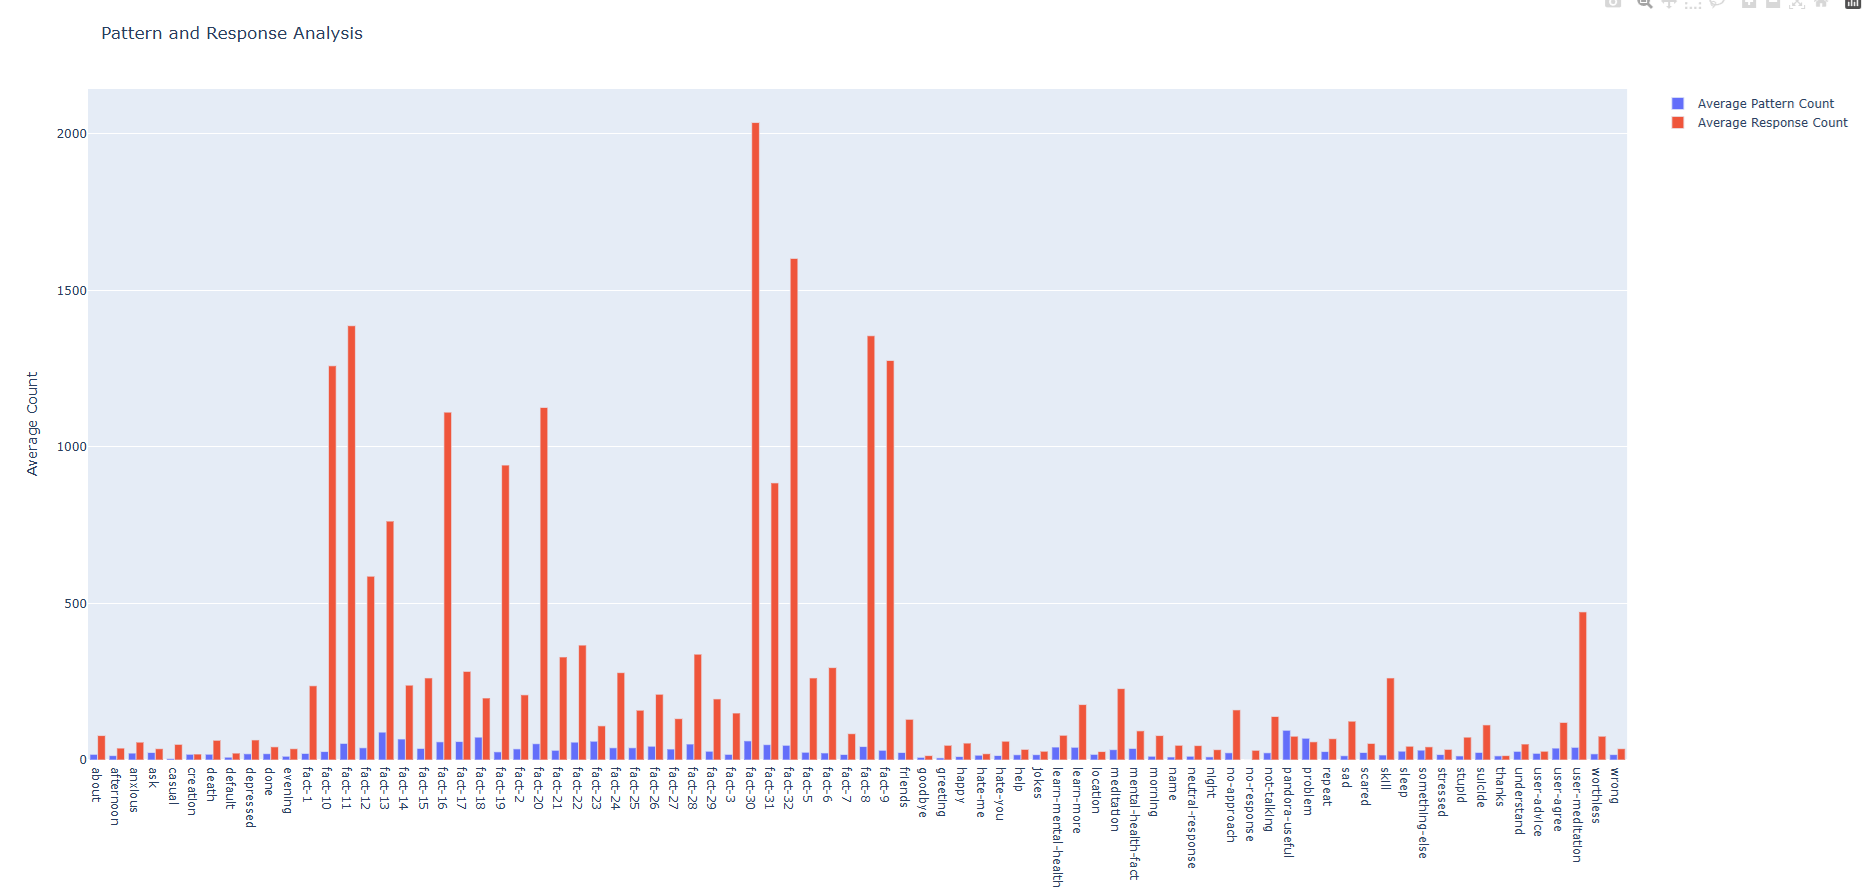 Pattern and Response Analysis
Average Pattern Count
Average Response Count
2000
1500
1000
500
0
Average Count
about
afternoon
anxious
ask
casual
creation
death
default
depressed
done
evening
fact-1
fact-10
fact-11
fact-12
fact-13
fact-14
fact-15
fact-16
fact-17
fact-18
fact-19
fact-2
fact-20
fact-21
fact-22
fact-23
fact-24
fact-25
fact-26
fact-27
fact-28
fact-29
fact-3
fact-30
fact-31
fact-32
fact-5
fact-6
fact-7
fact-8
fact-9
friends
goodbye
greeting
happy
hate-me
hate-you
help
jokes
learn-mental-health
learn-more
location
meditation
mental-health-fact
morning
name
neutral-response
night
no-approach
no-response
not-talking
pandora-useful
problem
repeat
sad
scared
skill
sleep
something-else
stressed
stupid
suicide
thanks
understand
user-advice
user-agree
user-meditation
worthless
wrong